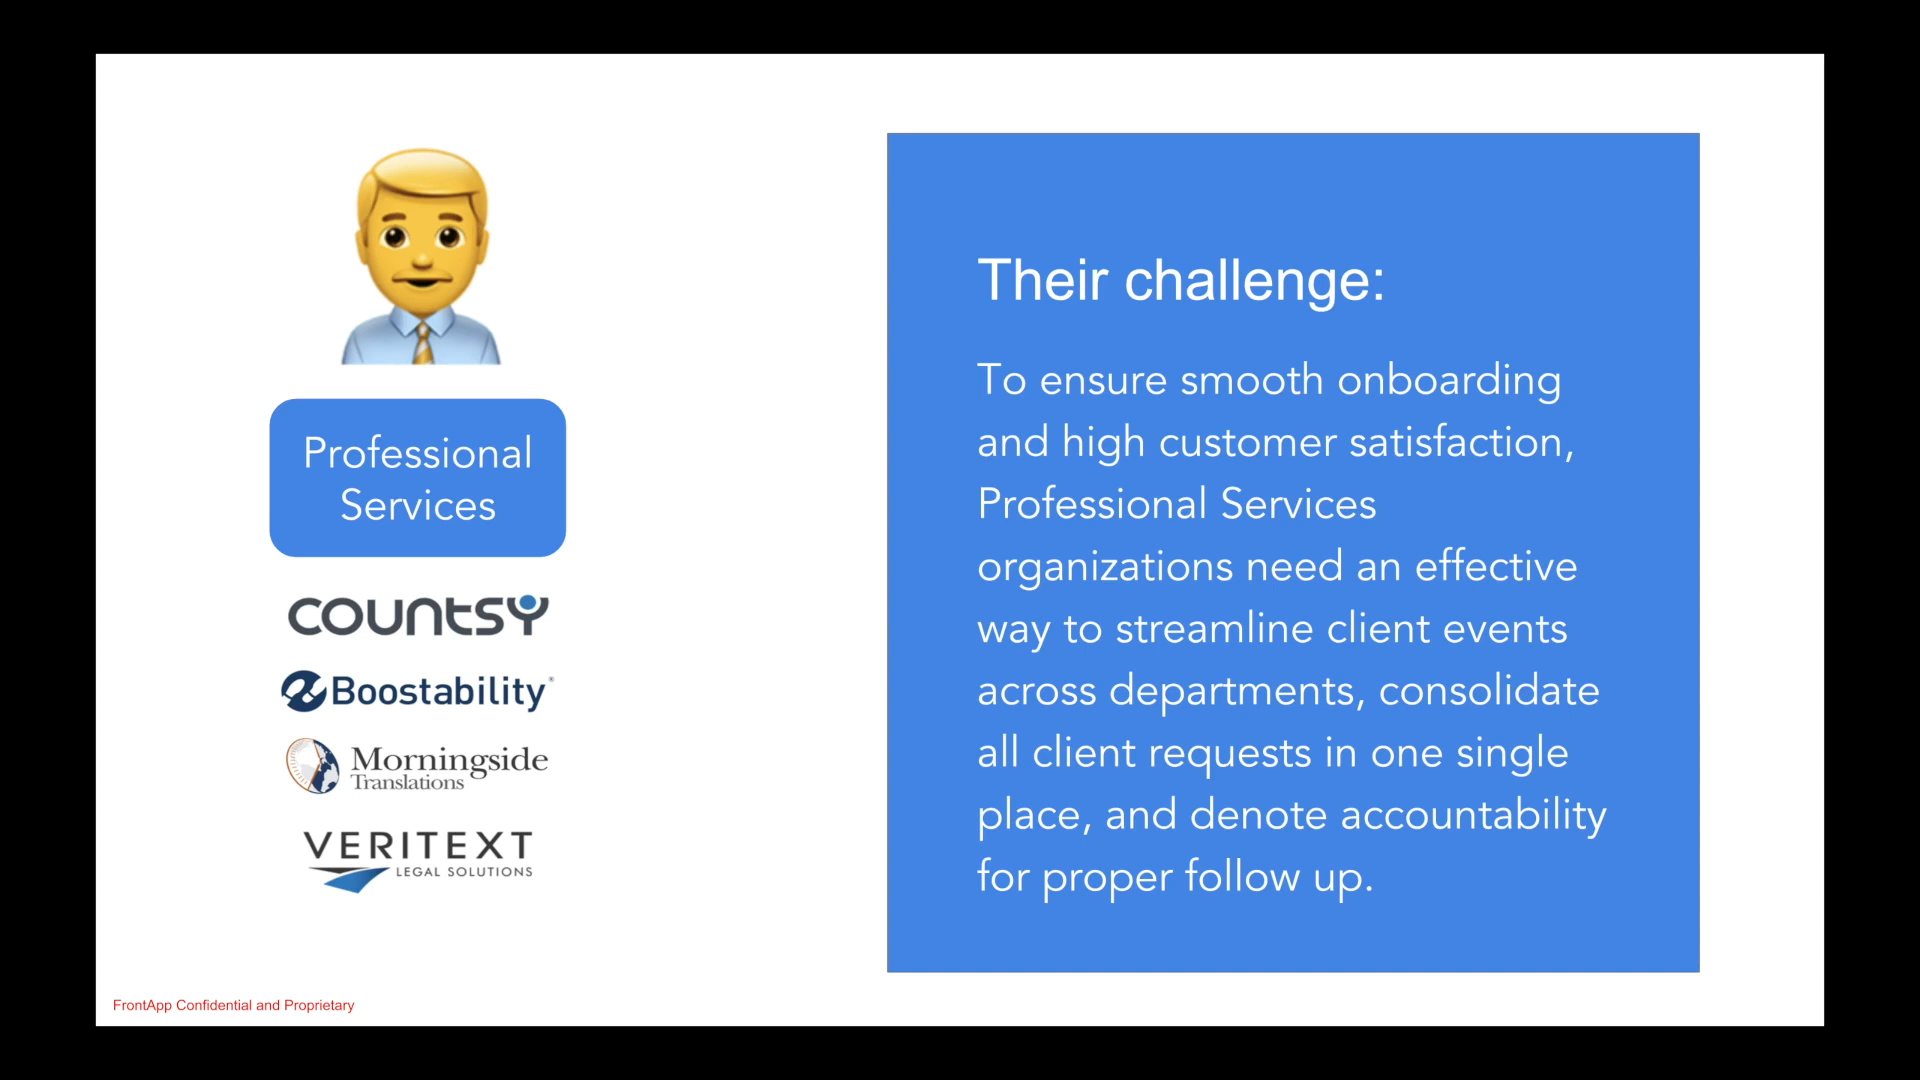 Professional
Services
countsy
Boostability
Morningside
Translations
VERITEXT
LEGAL SOLUTIONS
FrontApp Confidential and Proprietary
Their challenge:
To ensure smooth onboarding
and high customer satisfaction,
Professional Services
organizations need an effective
way to streamline client events
across departments, consolidate
all client requests in one single
place, and denote accountability
for proper follow up.